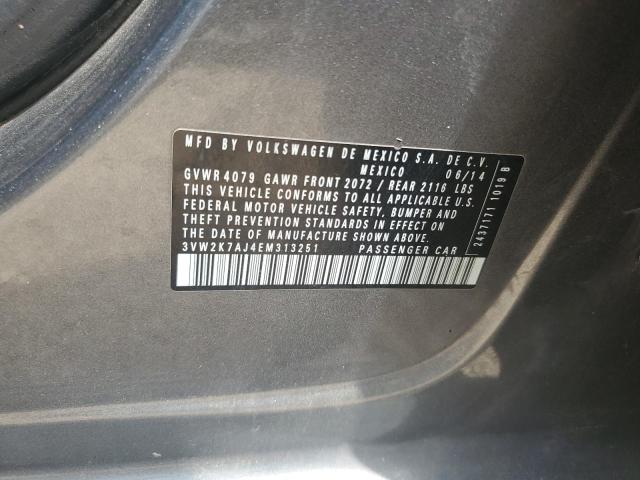 MFD BY VOLKSWAGEN DE MEXICO S.A. DE C.V.
MEXICO 06/14
GVWR 4079 GAWR FRONT 2072 / REAR 2116 LBS
THIS VEHICLE CONFORMS TO ALL APPLICABLE U.S.
FEDERAL MOTOR VEHICLE SAFETY, BUMPER AND
THEFT PREVENTION STANDARDS IN EFFECT ON
THE DATE OF MANUFACTURE SHOWN ABOVE.
3VW2K7AJ4EM313251 PASSENGER CAR
2437171 1019 B